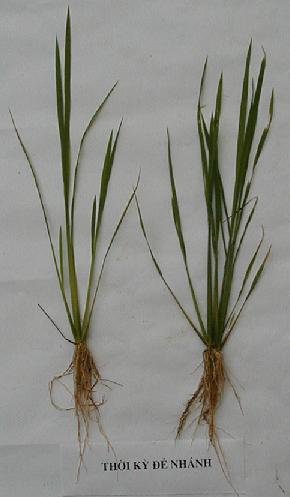 THỜI KỲ ĐẺ NHÁNH